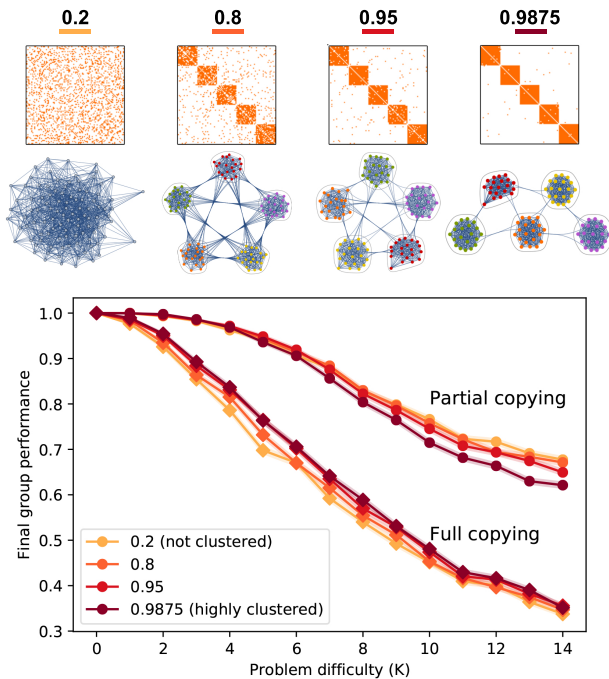 0.2 0.8 0.95 0.9875
1.0
0.9
0.8
0.7
0.6
0.5
0.4
0.3
Final group performance
Partial copying
Full copying
0.2 (not clustered)
0.8
0.95
0.9875 (highly clustered)
0 2 4 6 8 10 12 14
Problem difficulty (K)